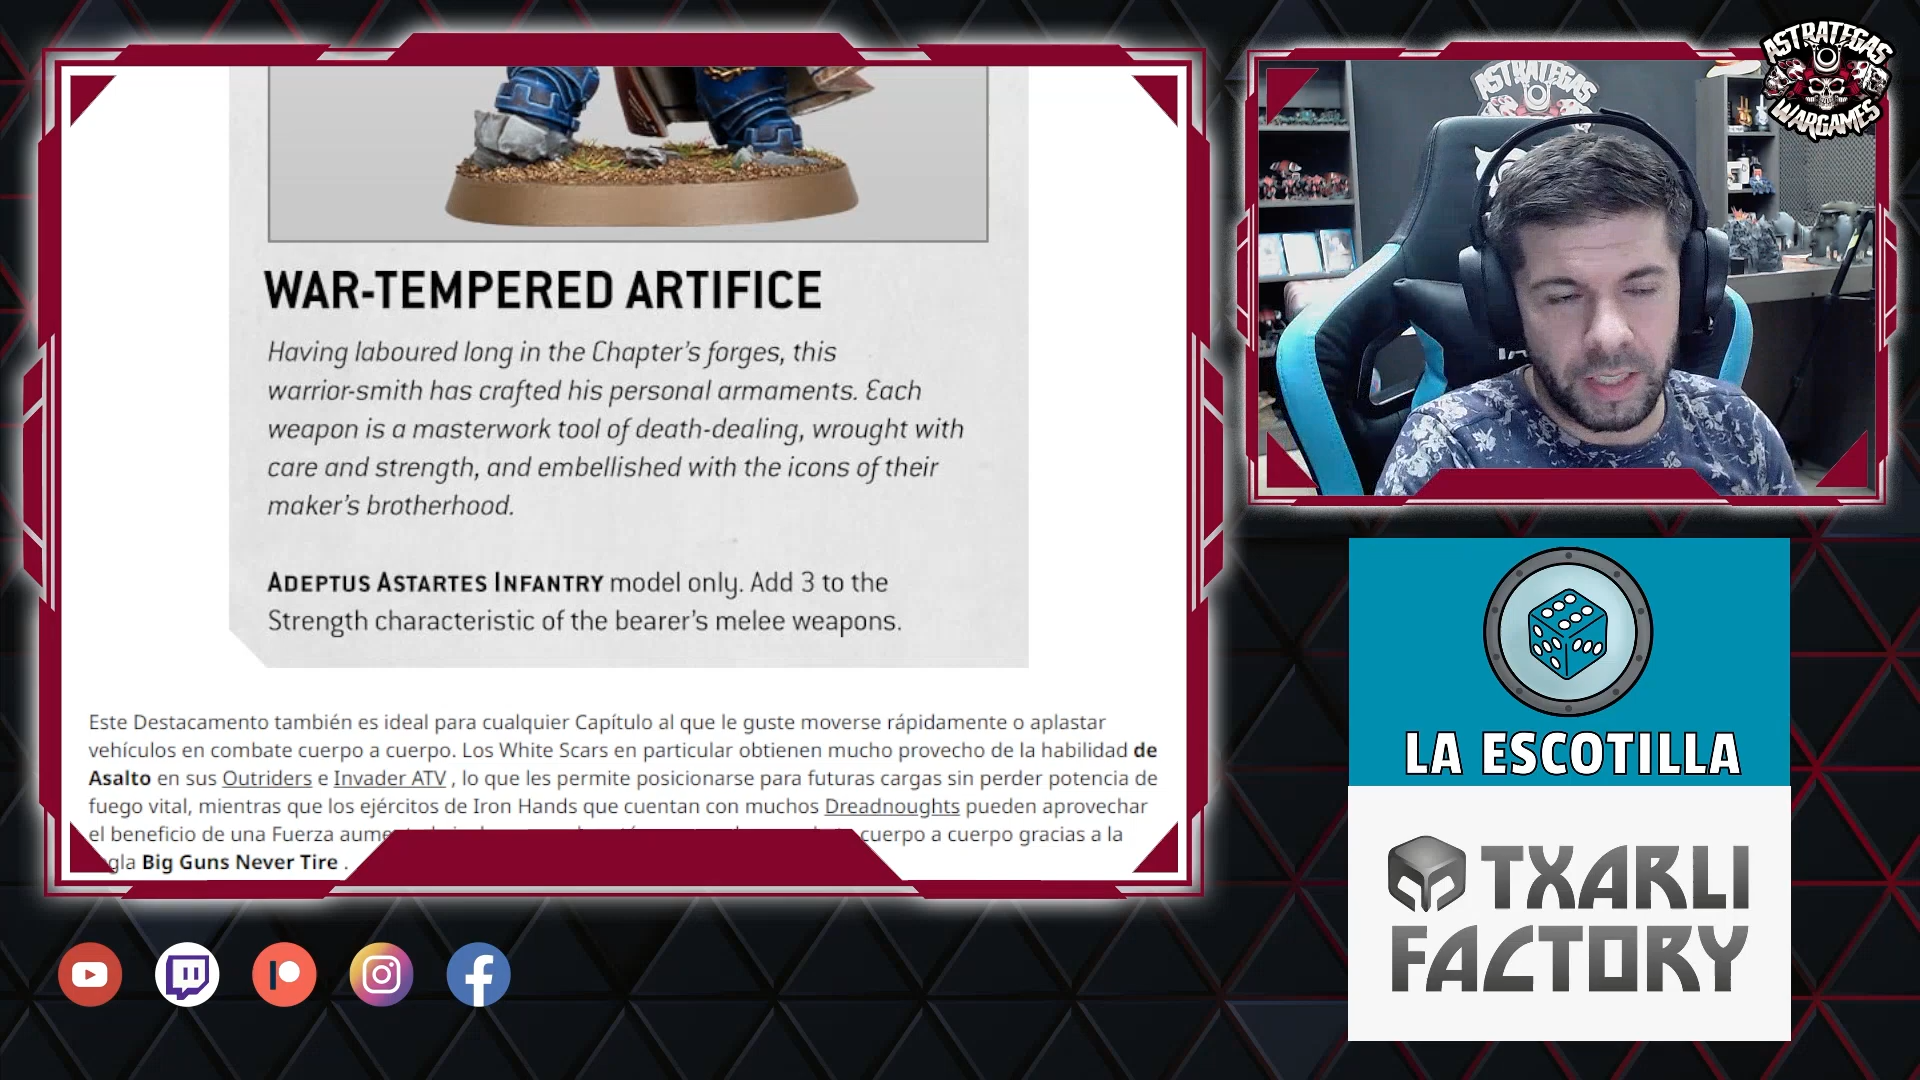 WAR-TEMPERED ARTIFICE
Having laboured long in the Chapter's forges, this
warrior-smith has crafted his personal armaments. Each
weapon is a masterwork tool of death-dealing, wrought with
care and strength, and embellished with the icons of their
maker's brotherhood.
ADEPTUS ASTARTES INFANTRY model only. Add 3 to the
Strength characteristic of the bearer's melee weapons.
Este Destacamento también es ideal para cualquier Capítulo al que le guste moverse rápidamente o aplastar
vehículos en combate cuerpo a cuerpo. Los White Scars en particular obtienen mucho provecho de la habilidad de
Asalto en sus Outriders e Invader ATV , lo que les permite posicionarse para futuras cargas sin perder potencia de
fuego vital, mientras que los ejércitos de Iron Hands que cuentan con muchos Dreadnoughts pueden aprovechar
el beneficio de una Fuerza cuerpo a cuerpo gracias a la
Big Guns Never Tire .
ASTRATEGAS
WARGAMES
ASTRATEGAS
LA ESCOTILLA
TXARLI
FACTORY